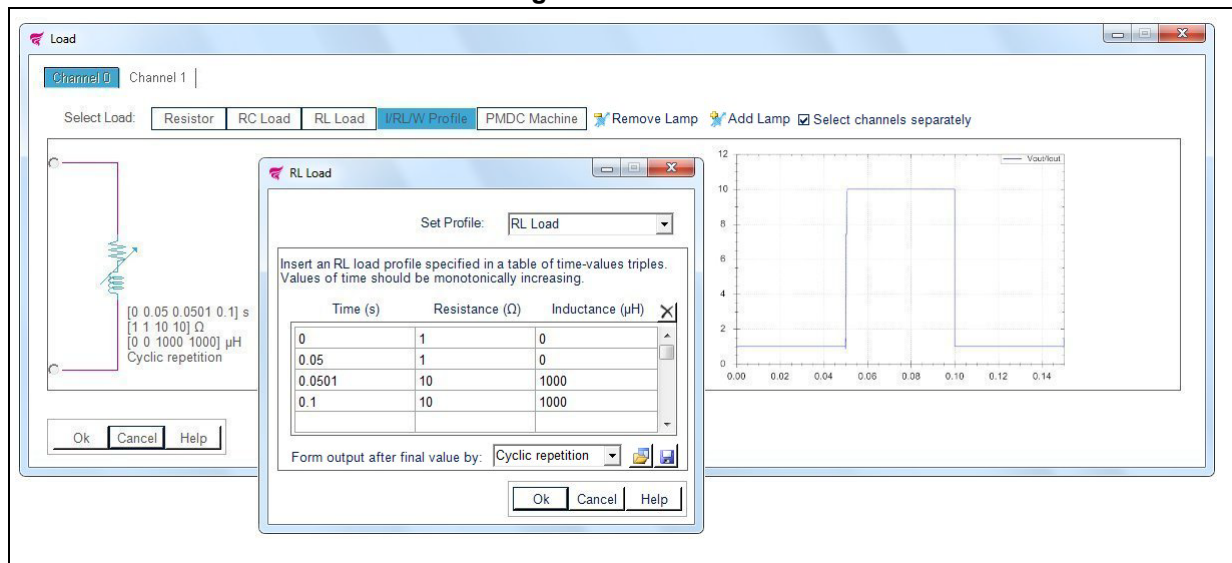 Load
Channel 0 Channel 1
Select Load: Resistor RC Load RL Load I/RL/W Profile PMDC Machine Remove Lamp Add Lamp Select channels separately
[0 0.05 0.0501 0.1] s
[1 1 10 10] Ω
[0 0 1000 1000] µH
Cyclic repetition
Ok Cancel Help
RL Load
Set Profile: RL Load
Insert an RL load profile specified in a table of time-values triples.
Values of time should be monotonically increasing.
Time (s) Resistance (Ω) Inductance (µH)
0 1 0
0.05 1 0
0.0501 10 1000
0.1 10 1000
Form output after final value by: Cyclic repetition
Ok Cancel Help
Vout/Iout
12
10
8
6
4
2
0
0.00 0.02 0.04 0.06 0.08 0.10 0.12 0.14